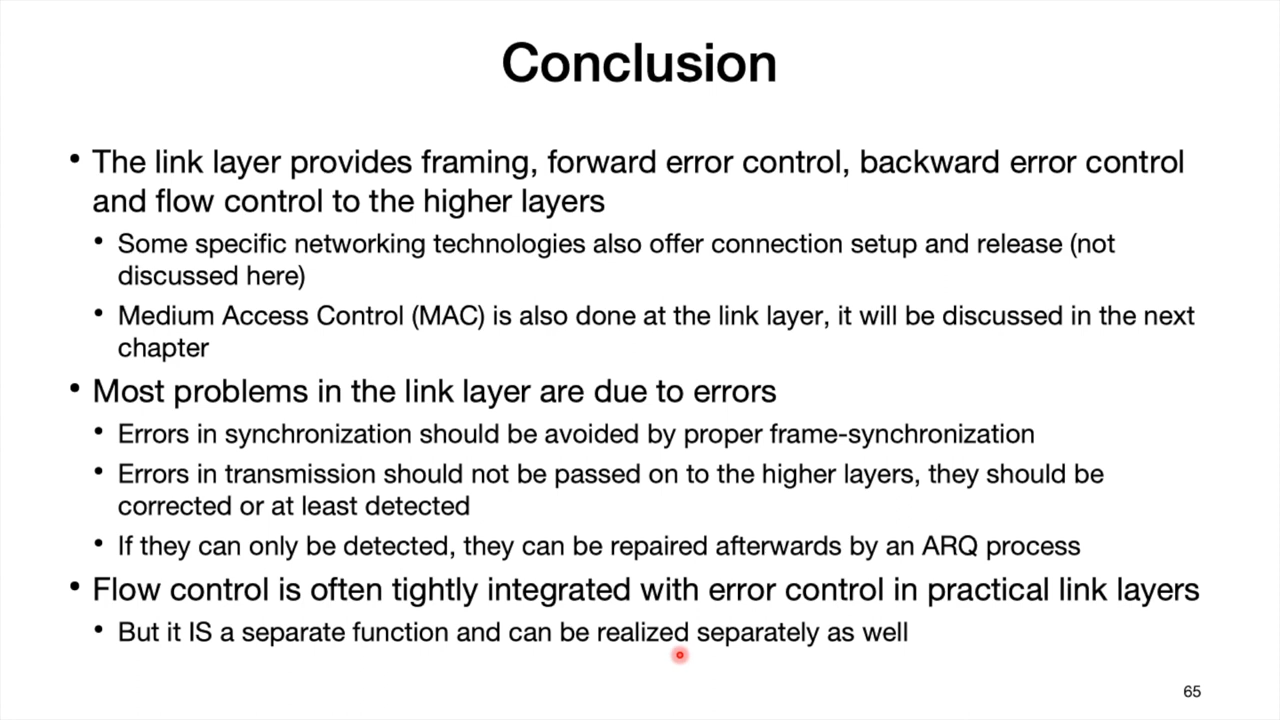 Conclusion
• The link layer provides framing, forward error control, backward error control
and flow control to the higher layers
• Some specific networking technologies also offer connection setup and release (not
discussed here)
• Medium Access Control (MAC) is also done at the link layer, it will be discussed in the next
chapter
• Most problems in the link layer are due to errors
• Errors in synchronization should be avoided by proper frame-synchronization
• Errors in transmission should not be passed on to the higher layers, they should be
corrected or at least detected
• If they can only be detected, they can be repaired afterwards by an ARQ process
• Flow control is often tightly integrated with error control in practical link layers
• But it IS a separate function and can be realized separately as well
65